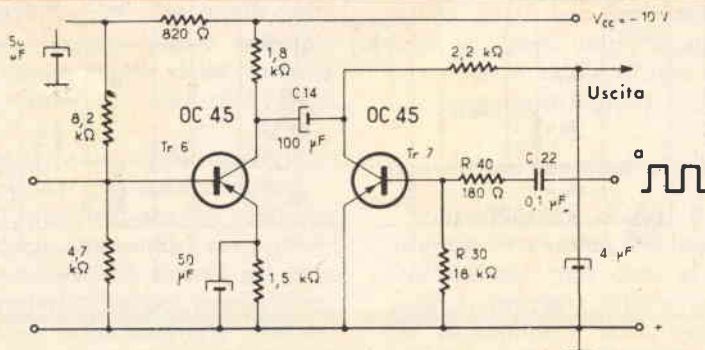 820 Ω
Vcc = – 10 V
50
µF
1,8
kΩ
2,2 kΩ
C 14
Uscita
8,2
kΩ
OC 45
OC 45
100 µF
Tr 6
Tr 7
R 40
C 22
a
180 Ω
0,1 µF
4,7
kΩ
50
µF
1,5 kΩ
R 30
18 kΩ
4 µF
+